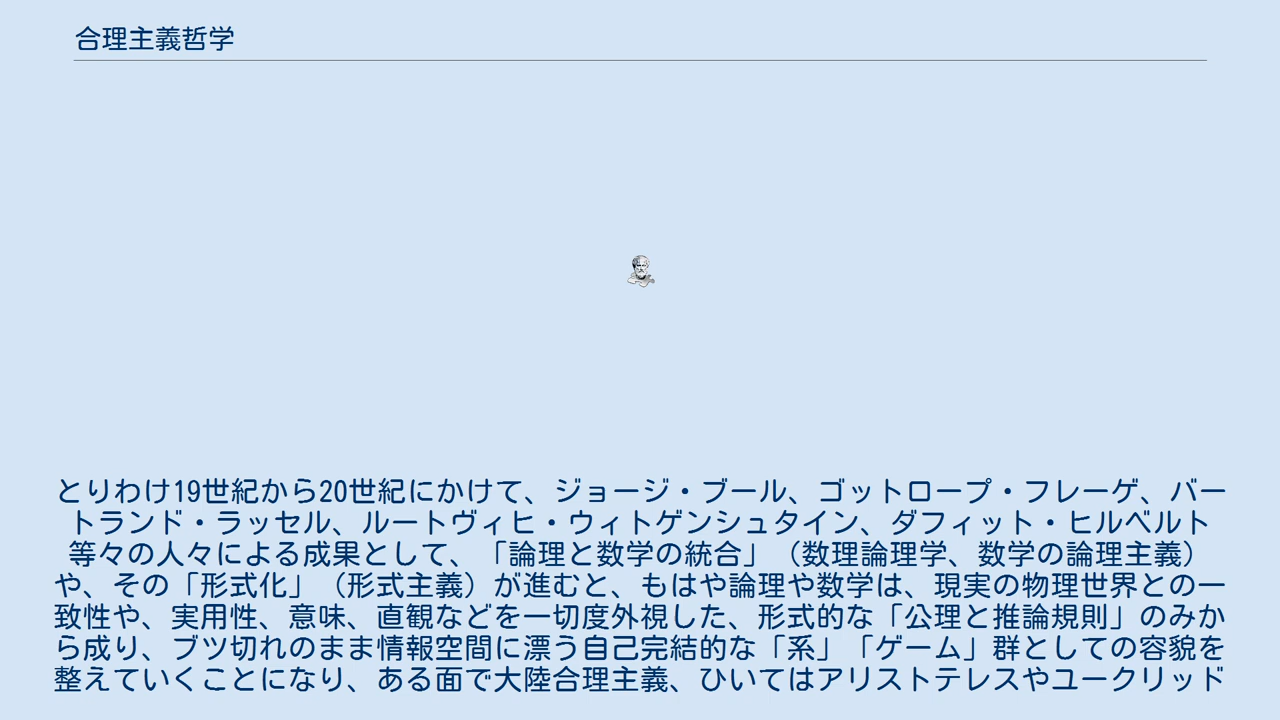 合理主義哲学
とりわけ19世紀から20世紀にかけて、ジョージ・ブール、ゴットロープ・フレーゲ、バー
トランド・ラッセル、ルートヴィヒ・ウィトゲンシュタイン、ダフィット・ヒルベルト
等々の人々による成果として、「論理と数学の統合」（数理論理学、数学の論理主義）
や、その「形式化」（形式主義）が進むと、もはや論理や数学は、現実の物理世界との一
致性や、実用性、意味、直観などを一切度外視した、形式的な「公理と推論規則」のみか
ら成り、ブツ切れのまま情報空間に漂う自己完結的な「系」「ゲーム」群としての容貌を
整えていくことになり、ある面で大陸合理主義、ひいてはアリストテレスやユークリッド